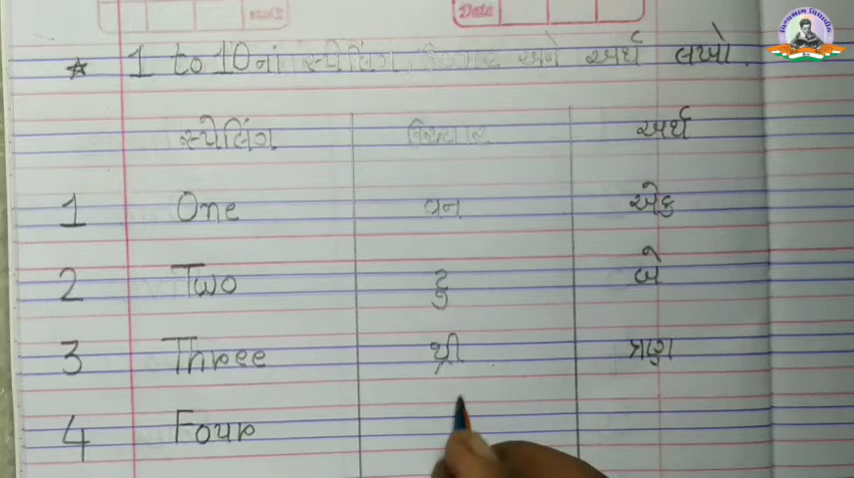 Date
★ 1 to 10નાં સ્પેલિંગ, ઉચ્ચાર અને અર્થ લખો.
સ્પેલિંગ ઉચ્ચાર અર્થ
1 One વન એક
2 Two ટુ બે
3 Three થ્રી ત્રણ
4 Four